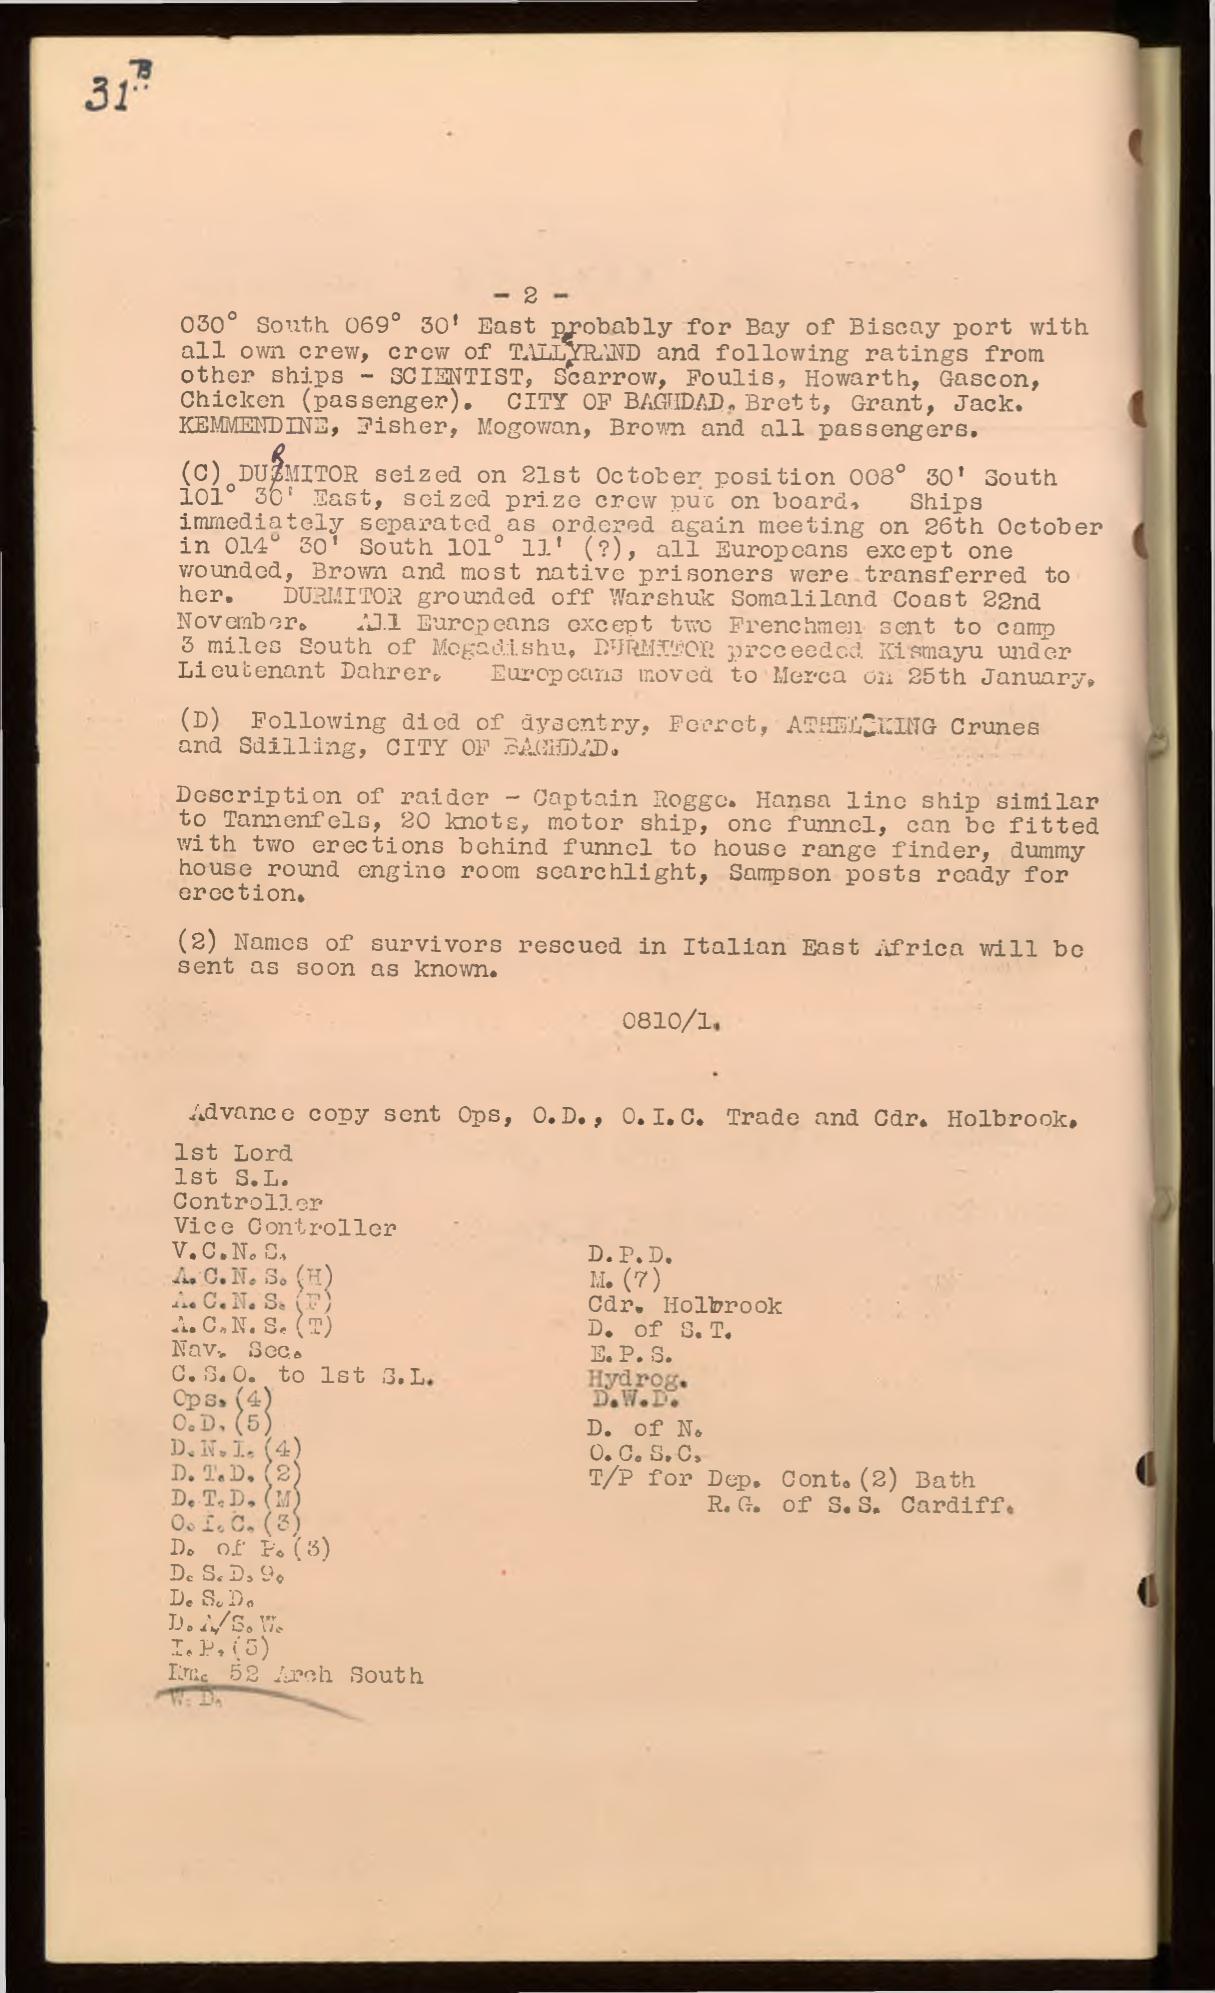 31B
- 2 -
030° South 069° 30' East probably for Bay of Biscay port with
all own crew, crew of TALLEYRAND and following ratings from
other ships - SCIENTIST, Scarrow, Foulis, Howarth, Gascon,
Chicken (passenger). CITY OF BAGHDAD, Brett, Grant, Jack.
KEMMENDINE, Fisher, Mogowan, Brown and all passengers.
(C) DURMITOR seized on 21st October position 008° 30' South
101° 30' East, seized prize crew put on board. Ships
immediately separated as ordered again meeting on 26th October
in 014° 30' South 101° 11' (?), all Europeans except one
wounded, Brown and most native prisoners were transferred to
her. DURMITOR grounded off Warshuk Somaliland Coast 22nd
November. All Europeans except two Frenchmen sent to camp
3 miles South of Mogadishu, DURMITOR proceeded Kismayu under
Lieutenant Dahrer. Europeans moved to Merca on 25th January.
(D) Following died of dysentry, Ferret, ATHELKING Crunes
and Sdilling, CITY OF BAGHDAD.
Description of raider - Captain Rogge. Hansa line ship similar
to Tannenfels, 20 knots, motor ship, one funnel, can be fitted
with two erections behind funnel to house range finder, dummy
house round engine room searchlight, Sampson posts ready for
erection.
(2) Names of survivors rescued in Italian East Africa will be
sent as soon as known.
0810/1.
Advance copy sent Ops, O.D., O.I.C. Trade and Cdr. Holbrook.
1st Lord
1st S.L.
Controller
Vice Controller
V.C.N.S.
A.C.N.S.(H)
A.C.N.S.(F)
A.C.N.S.(T)
Nav. Sec.
C.S.O. to 1st S.L.
Ops.(4)
O.D.(5)
D.N.I.(4)
D.T.D.(2)
D.T.D.(M)
O.I.C.(3)
D. of P.(3)
D.S.D.9.
D.S.D.
D.A/S.W.
I.P.(5)
Rm. 52 Arch South
W.D.
D.P.D.
M.(7)
Cdr. Holbrook
D. of S.T.
E.P.S.
Hydrog.
D.W.D.
D. of N.
O.C.S.C.
T/P for Dep. Cont.(2) Bath
R.G. of S.S. Cardiff.